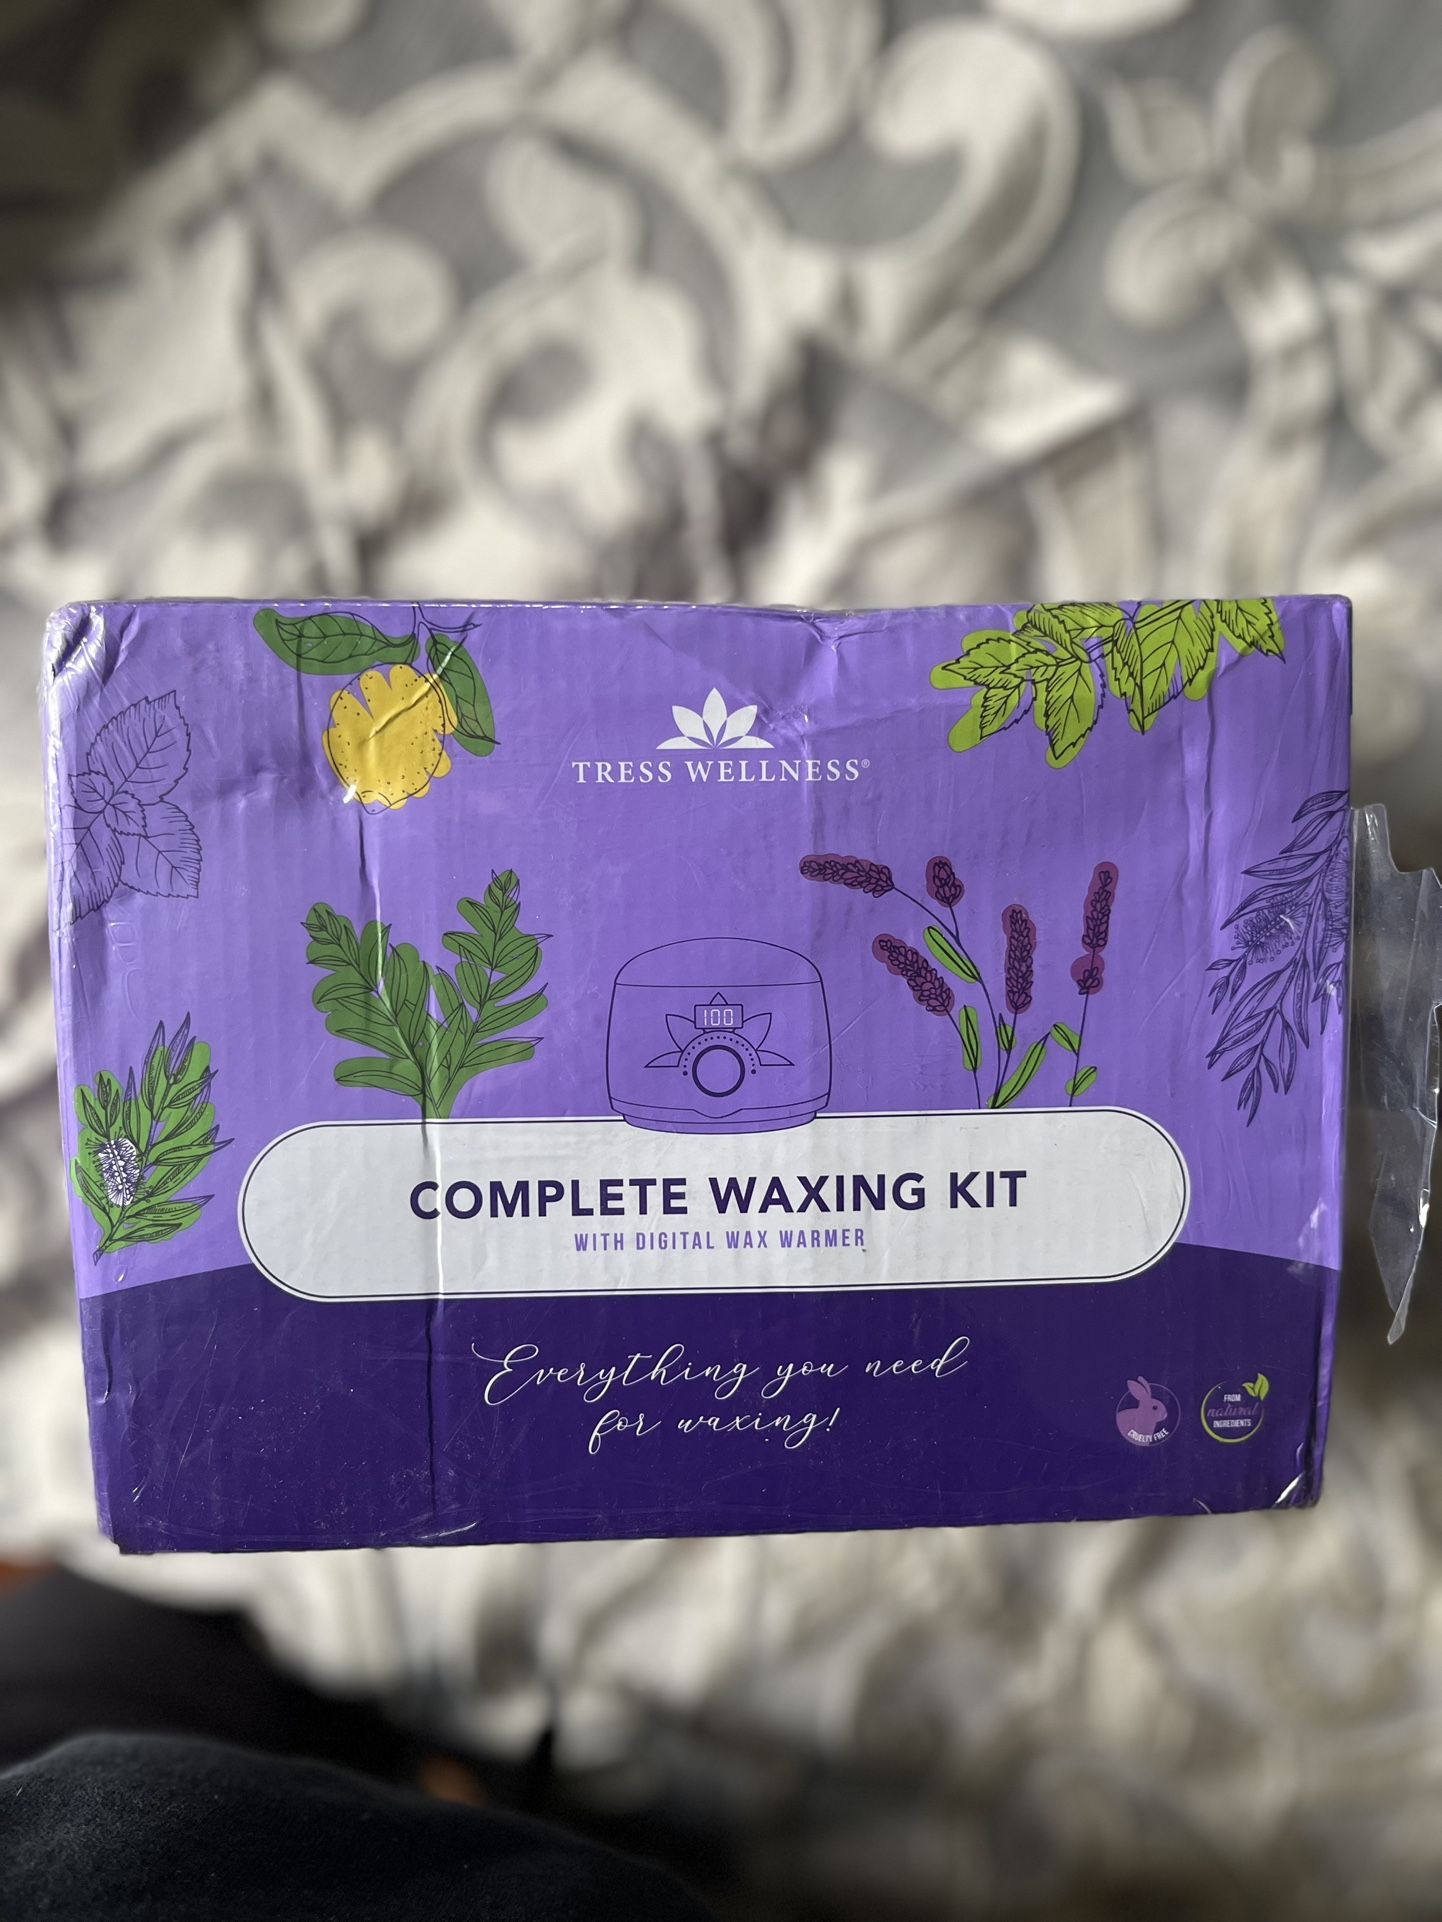 TRESS WELLNESS®
100
COMPLETE WAXING KIT
WITH DIGITAL WAX WARMER
Everything you need
for waxing!
CRUELTY FREE
FROM
natural
INGREDIENTS